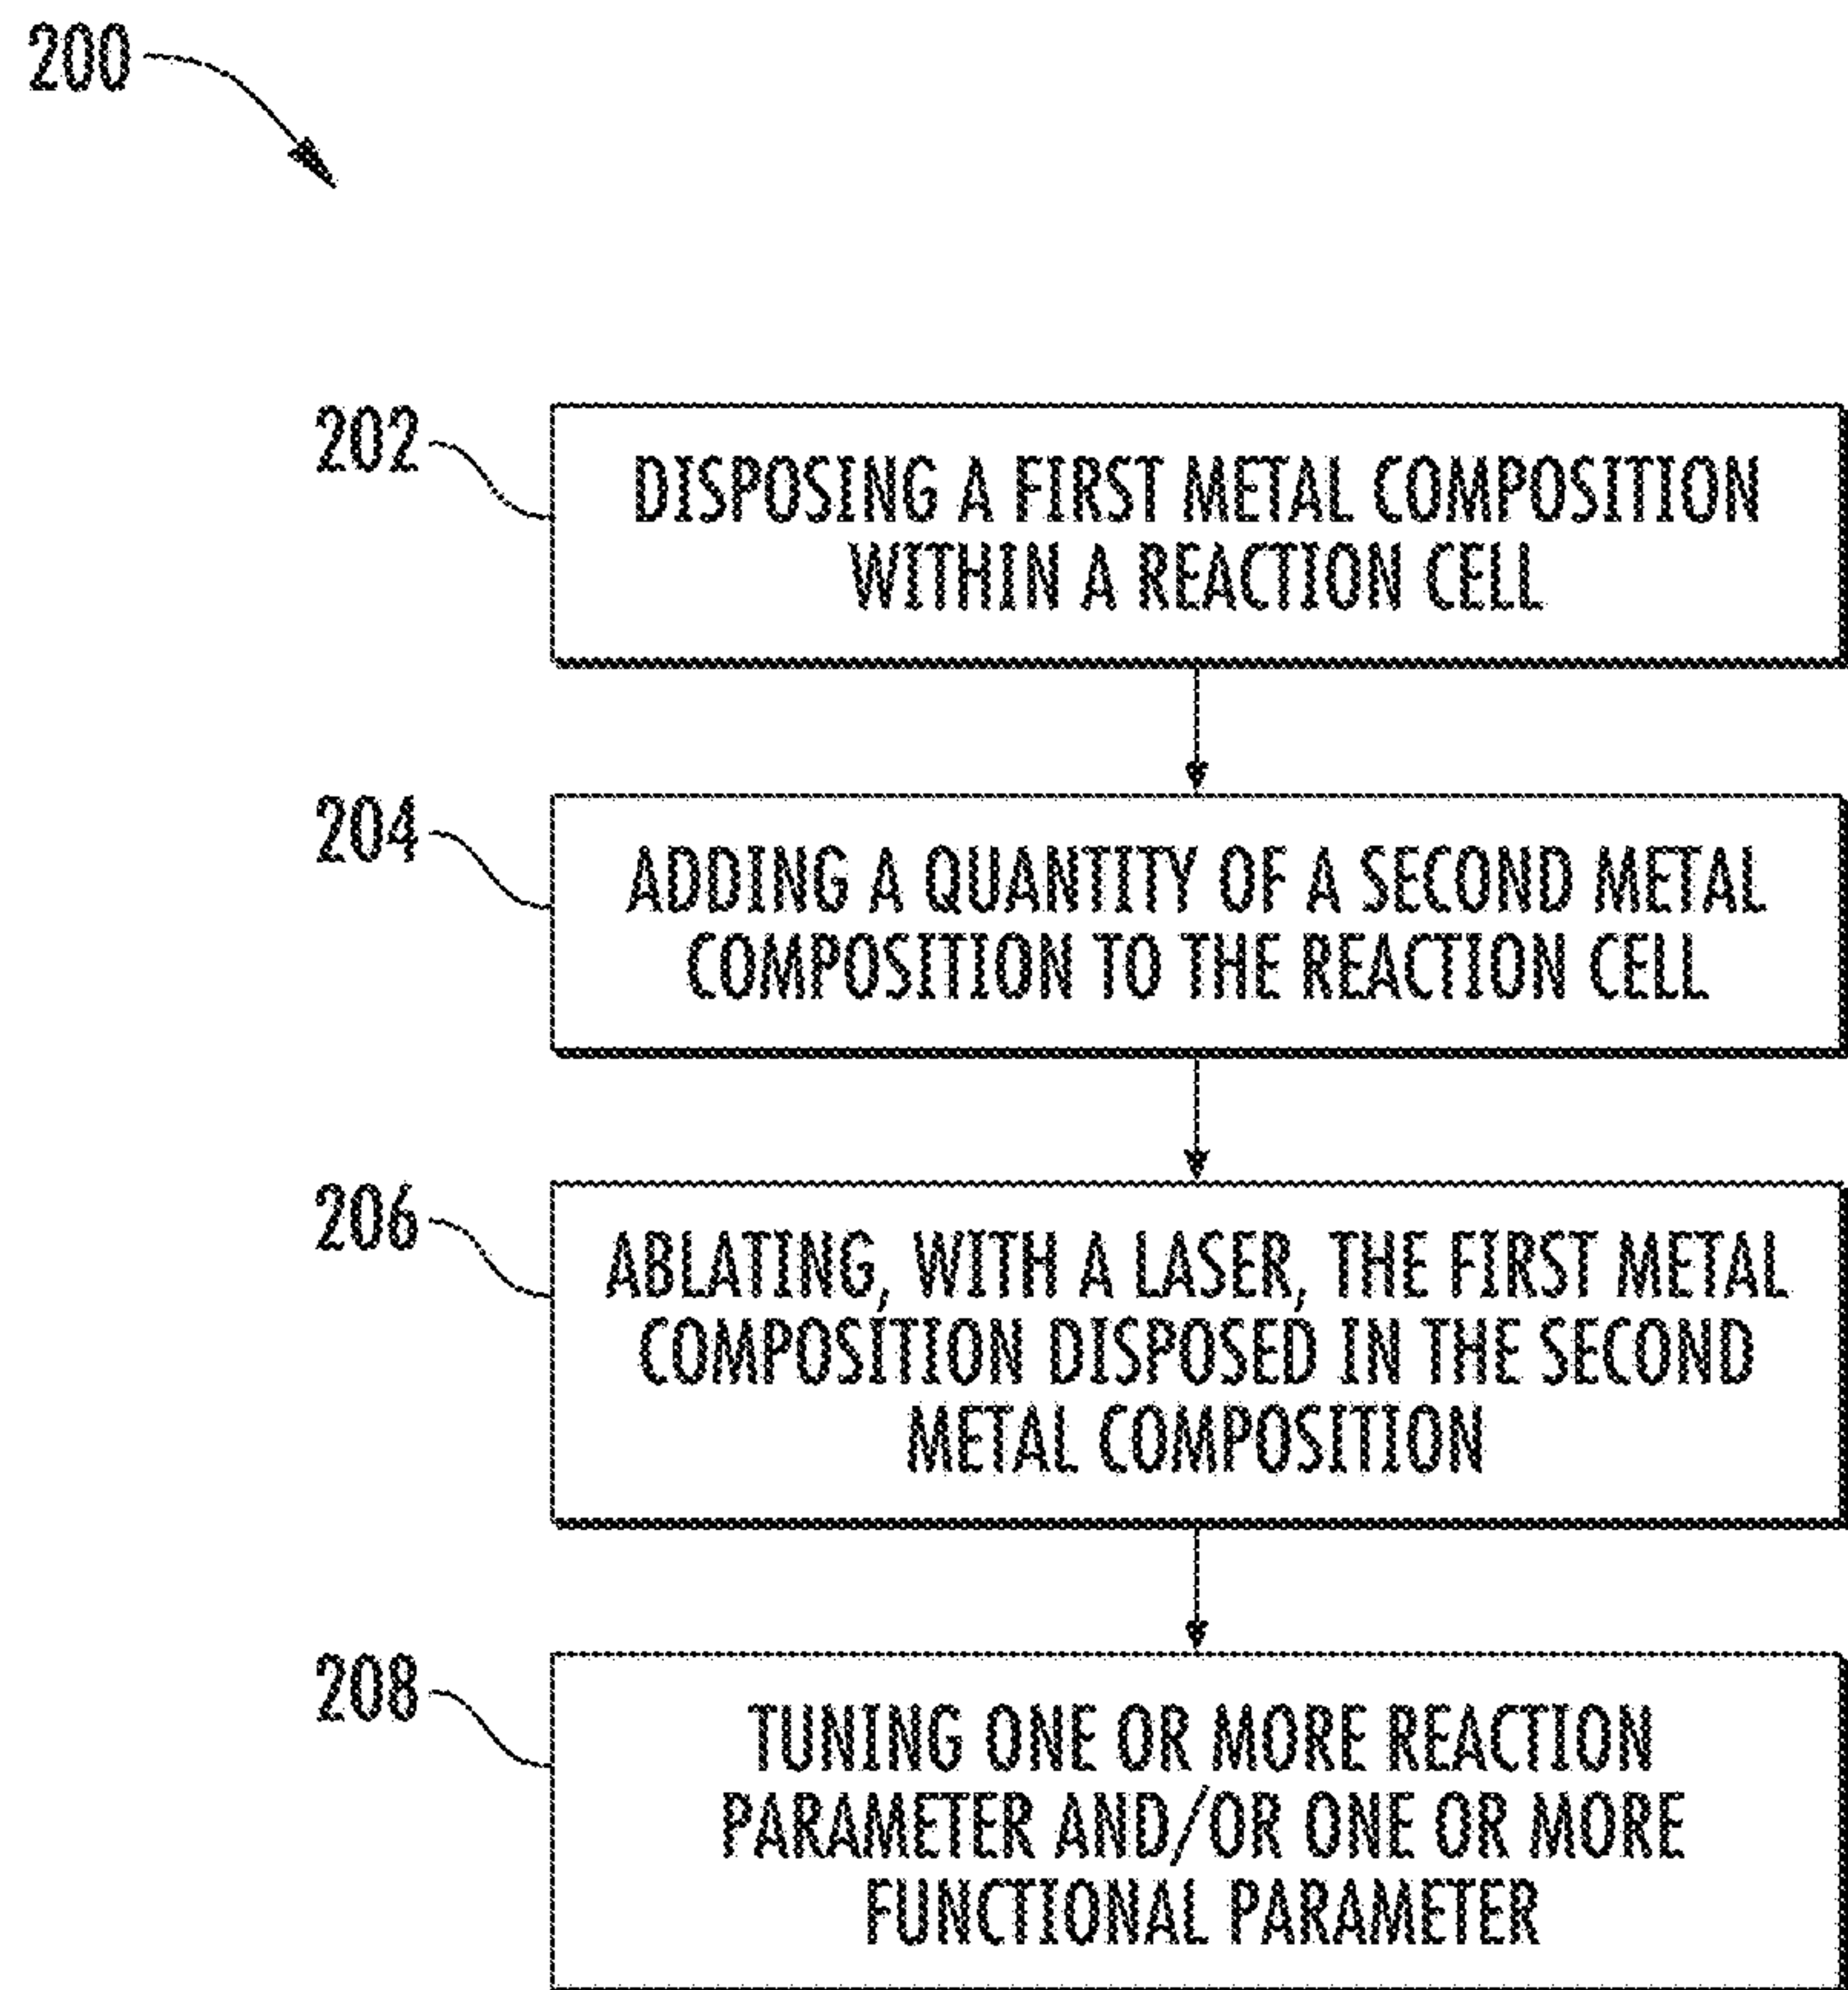 200
202
DISPOSING A FIRST METAL COMPOSITION
WITHIN A REACTION CELL
204
ADDING A QUANTITY OF A SECOND METAL
COMPOSITION TO THE REACTION CELL
206
ABLATING, WITH A LASER, THE FIRST METAL
COMPOSITION DISPOSED IN THE SECOND
METAL COMPOSITION
208
TUNING ONE OR MORE REACTION
PARAMETER AND/OR ONE OR MORE
FUNCTIONAL PARAMETER